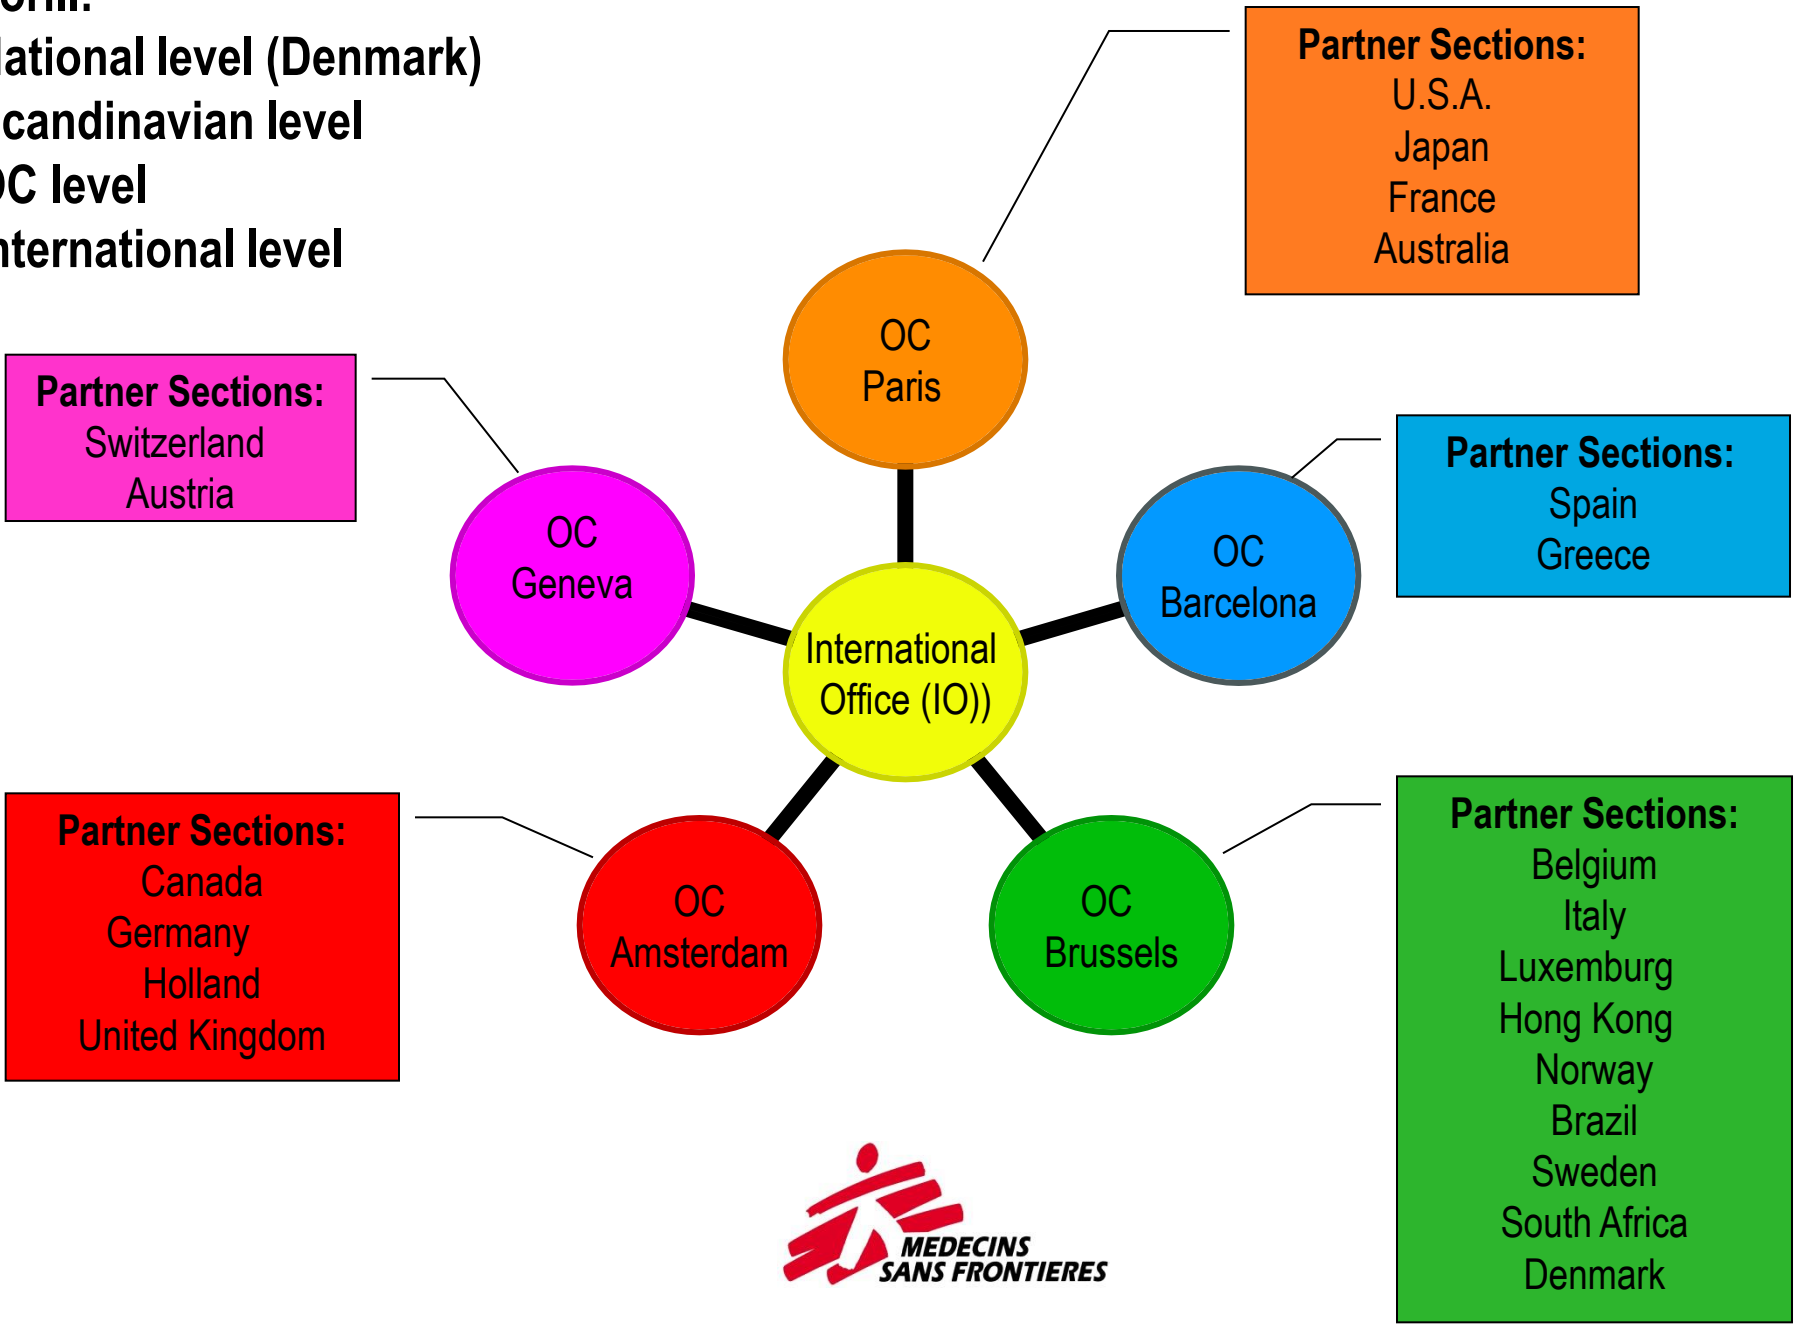 ational level (Denmark)
candinavian level
C level
nternational level
Partner Sections:
U.S.A.
Japan
France
Australia
OC
Paris
Partner Sections:
Switzerland
Austria
OC
Geneva
Partner Sections:
Spain
Greece
OC
Barcelona
International
Office (IO))
Partner Sections:
Canada
Germany
Holland
United Kingdom
OC
Amsterdam
OC
Brussels
Partner Sections:
Belgium
Italy
Luxemburg
Hong Kong
Norway
Brazil
Sweden
South Africa
Denmark
MEDECINS
SANS FRONTIERES